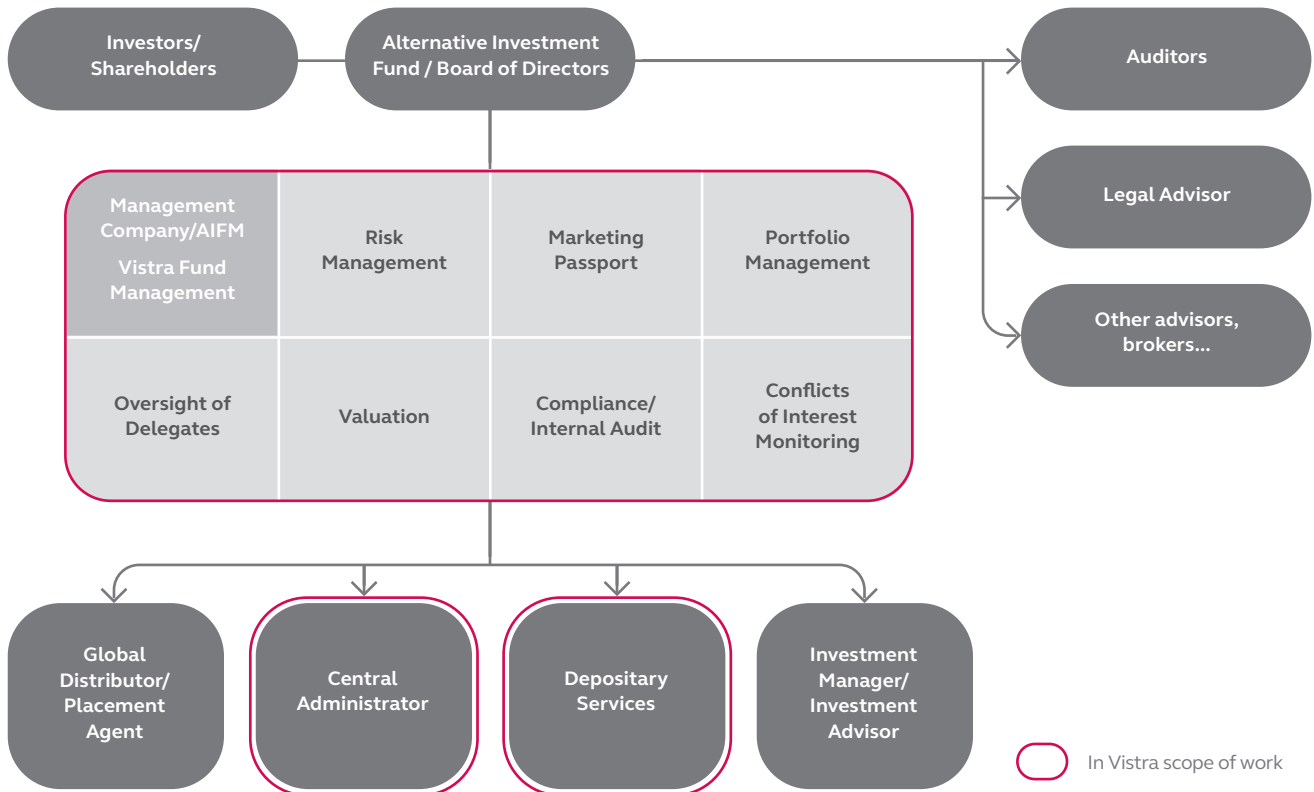 Investors/
Shareholders
Alternative Investment
Fund / Board of Directors
Auditors
Legal Advisor
Other advisors,
brokers...
Management
Company/AIFM
Vistra Fund
Management
Risk
Management
Marketing
Passport
Portfolio
Management
Oversight of
Delegates
Valuation
Compliance/
Internal Audit
Conflicts
of Interest
Monitoring
Global
Distributor/
Placement
Agent
Central
Administrator
Depositary
Services
Investment
Manager/
Investment
Advisor
In Vistra scope of work